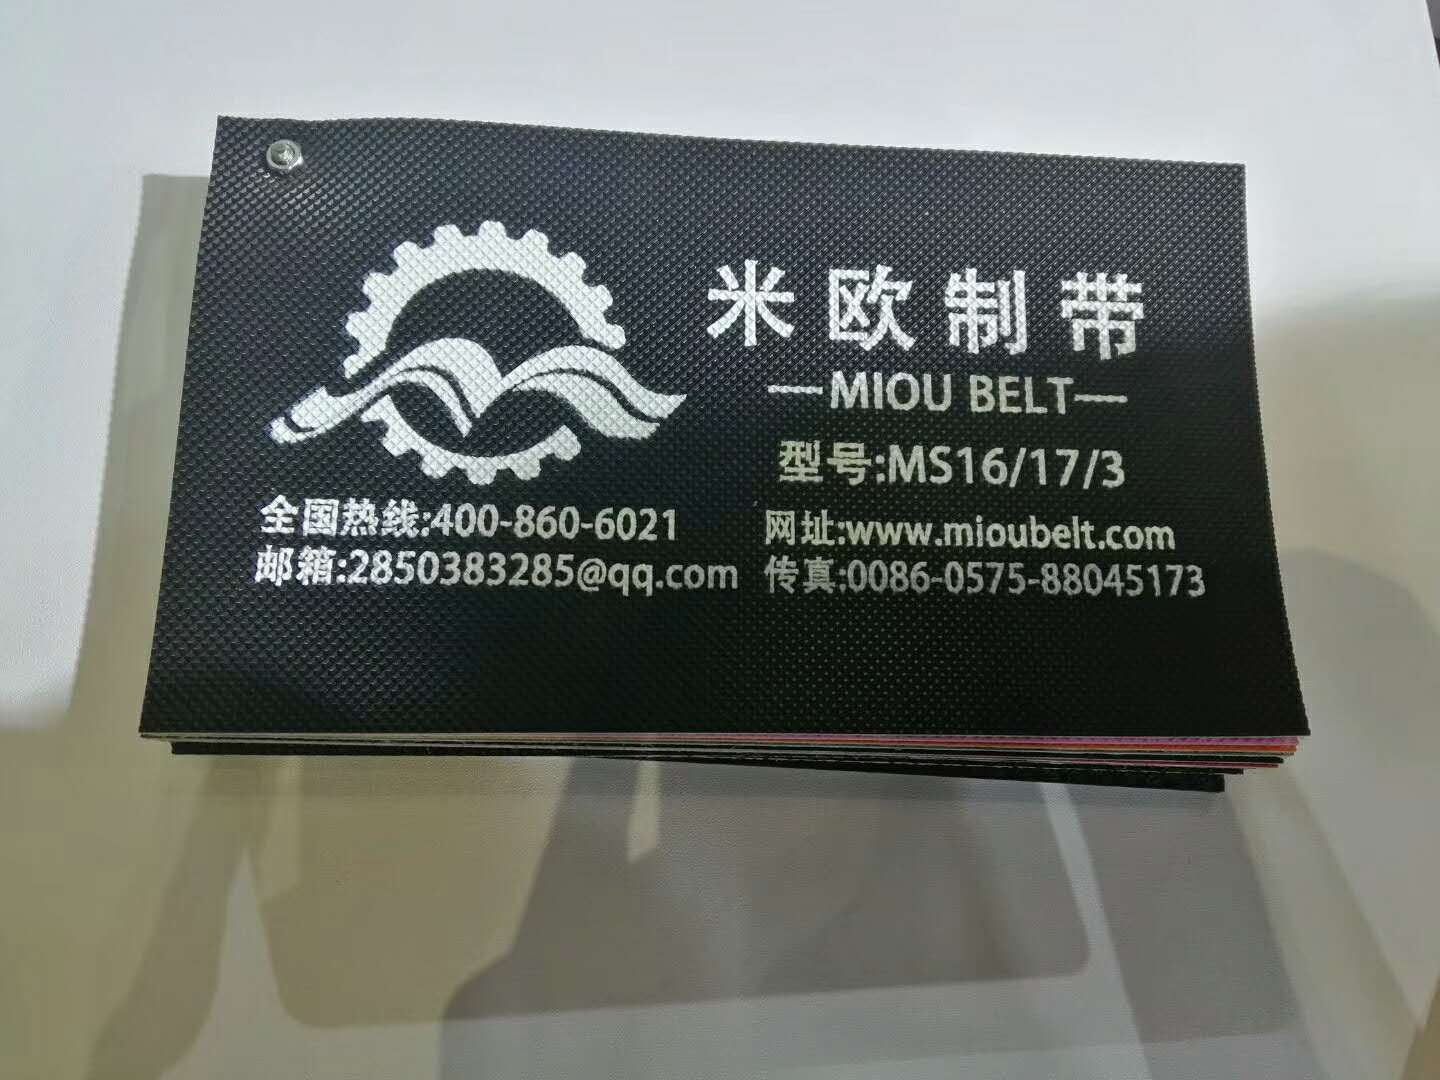 米欧制带
—MIOU BELT—
型号:MS16/17/3
全国热线:400-860-6021
邮箱:2850383285@qq.com
网址:www.mioubelt.com
传真:0086-0575-88045173